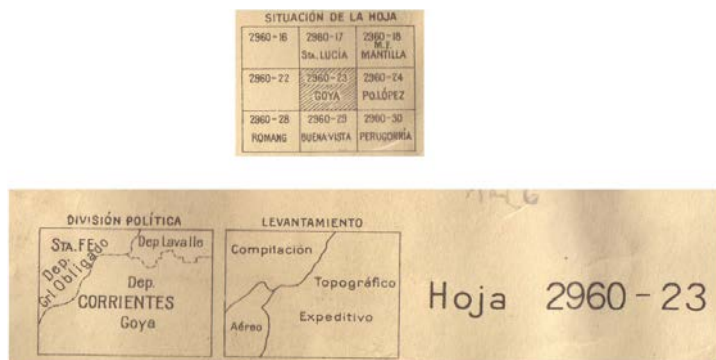 SITUACIÓN DE LA HOJA
2960-16 2960-17 2960-18
Sta. LUCÍA M.F. MANTILLA
2960-22 2960-23 2960-24
GOYA PO.LÓPEZ
2960-28 2960-29 2960-30
ROMANG BUENA VISTA PERUGORRÍA
DIVISIÓN POLÍTICA
STA. FE Dep Lavalle
Dep. Grl Obligado
Dep.
CORRIENTES
Goya
LEVANTAMIENTO
Compilación
Topográfico
Aéreo Expeditivo
Hoja 2960-23